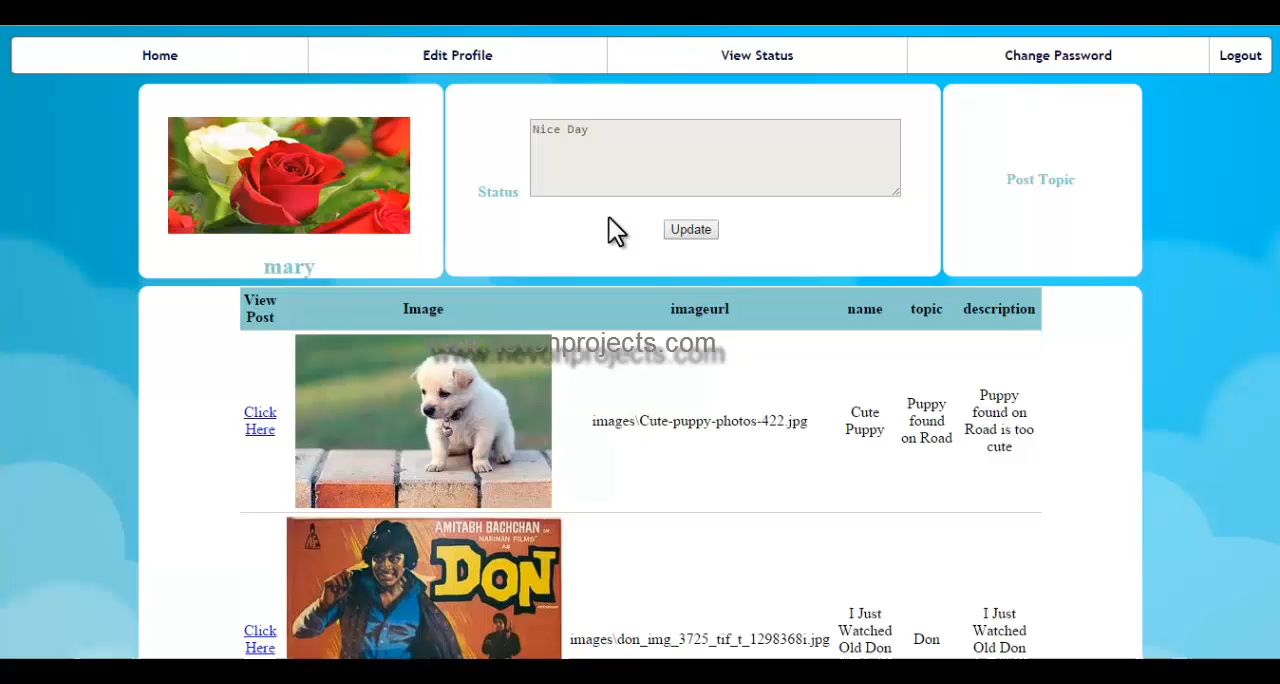 Home
Edit Profile
View Status
Change Password
Logout
Nice Day
Status
Update
Post Topic
mary
View Post
Image
imageurl
name
topic
description
www.nevonprojects.com
Click
Here
images\Cute-puppy-photos-422.jpg
Cute
Puppy
Puppy
found
on Road
Puppy
found on
Road is too
cute
AMITABH BACHCHAN IN
NARIMAN FILMS'
DON
Click
Here
images\don_img_3725_tif_t_1298368i.jpg
I Just
Watched
Old Don
Don
I Just
Watched
Old Don